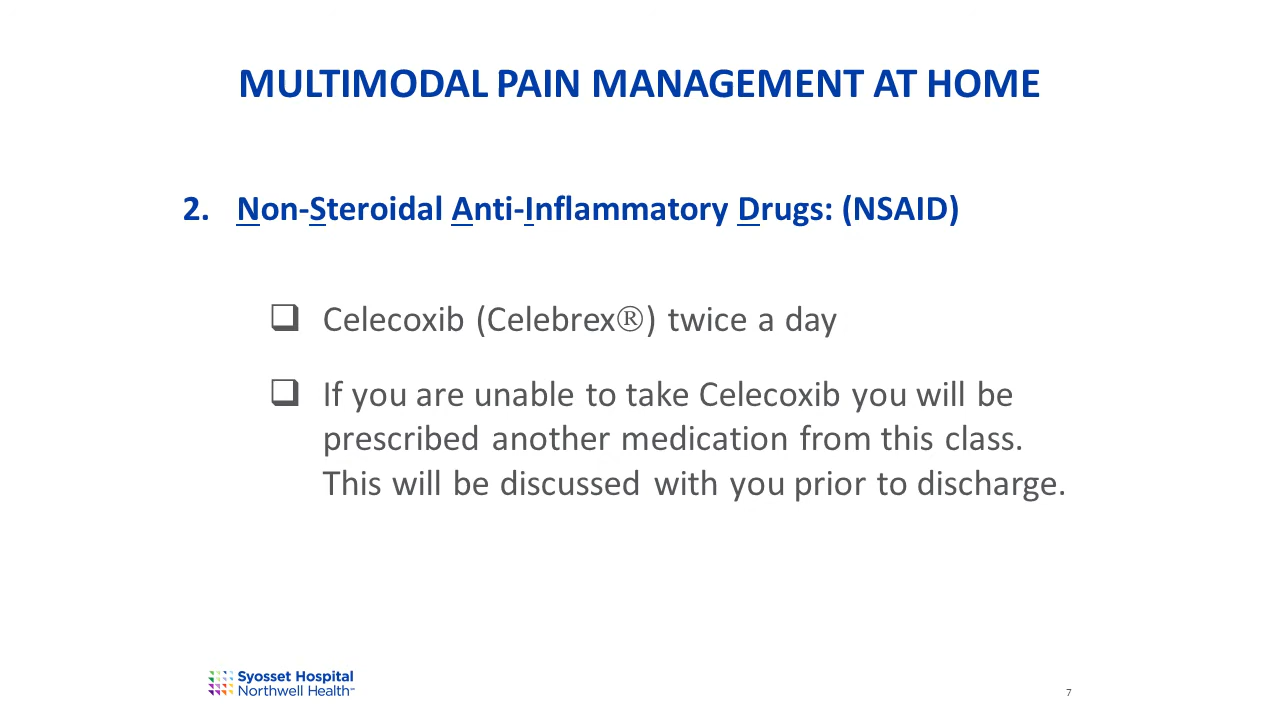 MULTIMODAL PAIN MANAGEMENT AT HOME
2. Non-Steroidal Anti-Inflammatory Drugs: (NSAID)
❑ Celecoxib (Celebrex®) twice a day
❑ If you are unable to take Celecoxib you will be
prescribed another medication from this class.
This will be discussed with you prior to discharge.
Syosset Hospital
Northwell Health℠
7